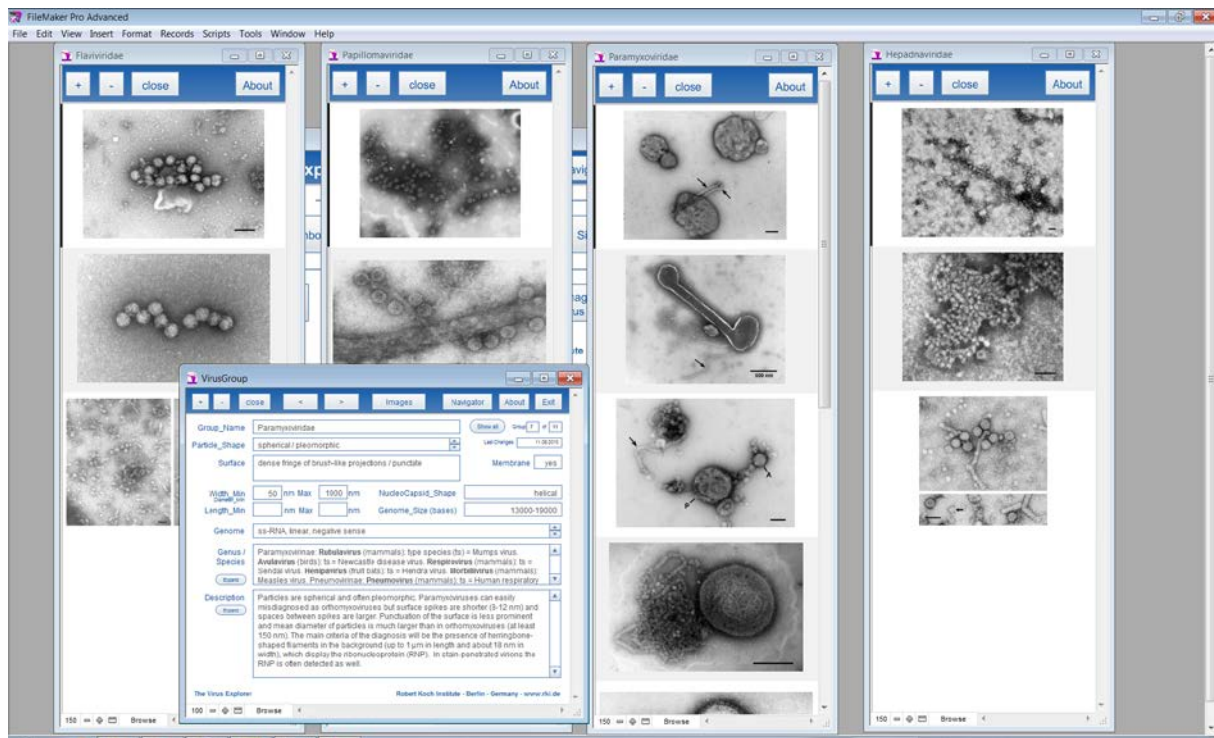 FileMaker Pro Advanced
File Edit View Insert Format Records Scripts Tools Window Help
Flaviviridae
+ - close About
Papillomaviridae
+ - close About
Paramyxoviridae
+ - close About
Hepadnaviridae
+ - close About
VirusGroup
+ - close < > Images Navigator About Exit
Group_Name Paramyxoviridae Show all Group of
Particle_Shape spherical / pleomorphic Last Changes
Surface dense fringe of brush-like projections / punctate Membrane yes
Width_Min 50 nm Max 1000 nm NucleoCapsid_Shape helical
Length_Min nm Max nm Genome_Size (bases) 13000-19000
Genome ss-RNA, linear, negative sense
Genus / Species
Paramyxovirinae: Rubulavirus (mammals): type species (ts) = Mumps virus.
Avulavirus (birds): ts = Newcastle disease virus. Respirovirus (mammals): ts =
Sendai virus. Henipavirus (fruit bats): ts = Hendra virus. Morbillivirus (mammals):
Measles virus. Pneumovirinae: Pneumovirus (mammals): ts = Human respiratory
Description
Particles are spherical and often pleomorphic. Paramyxoviruses can easily
misdiagnosed as orthomyxoviruses but surface spikes are shorter (9-12 nm) and
spaces between spikes are larger. Punctuation of the surface is less prominent
and mean diameter of particles is much larger than in orthomyxoviruses (at least
150 nm). The main criteria of the diagnosis will be the presence of herringbone-
shaped filaments in the background (up to 1 µm in length and about 18 nm in
width), which display the ribonucleoprotein (RNP). In stain-penetrated virions the
RNP is often detected as well.
The Virus Explorer Robert Koch Institute - Berlin - Germany - www.rki.de
100 Browse
150 Browse
150 Browse
150 Browse